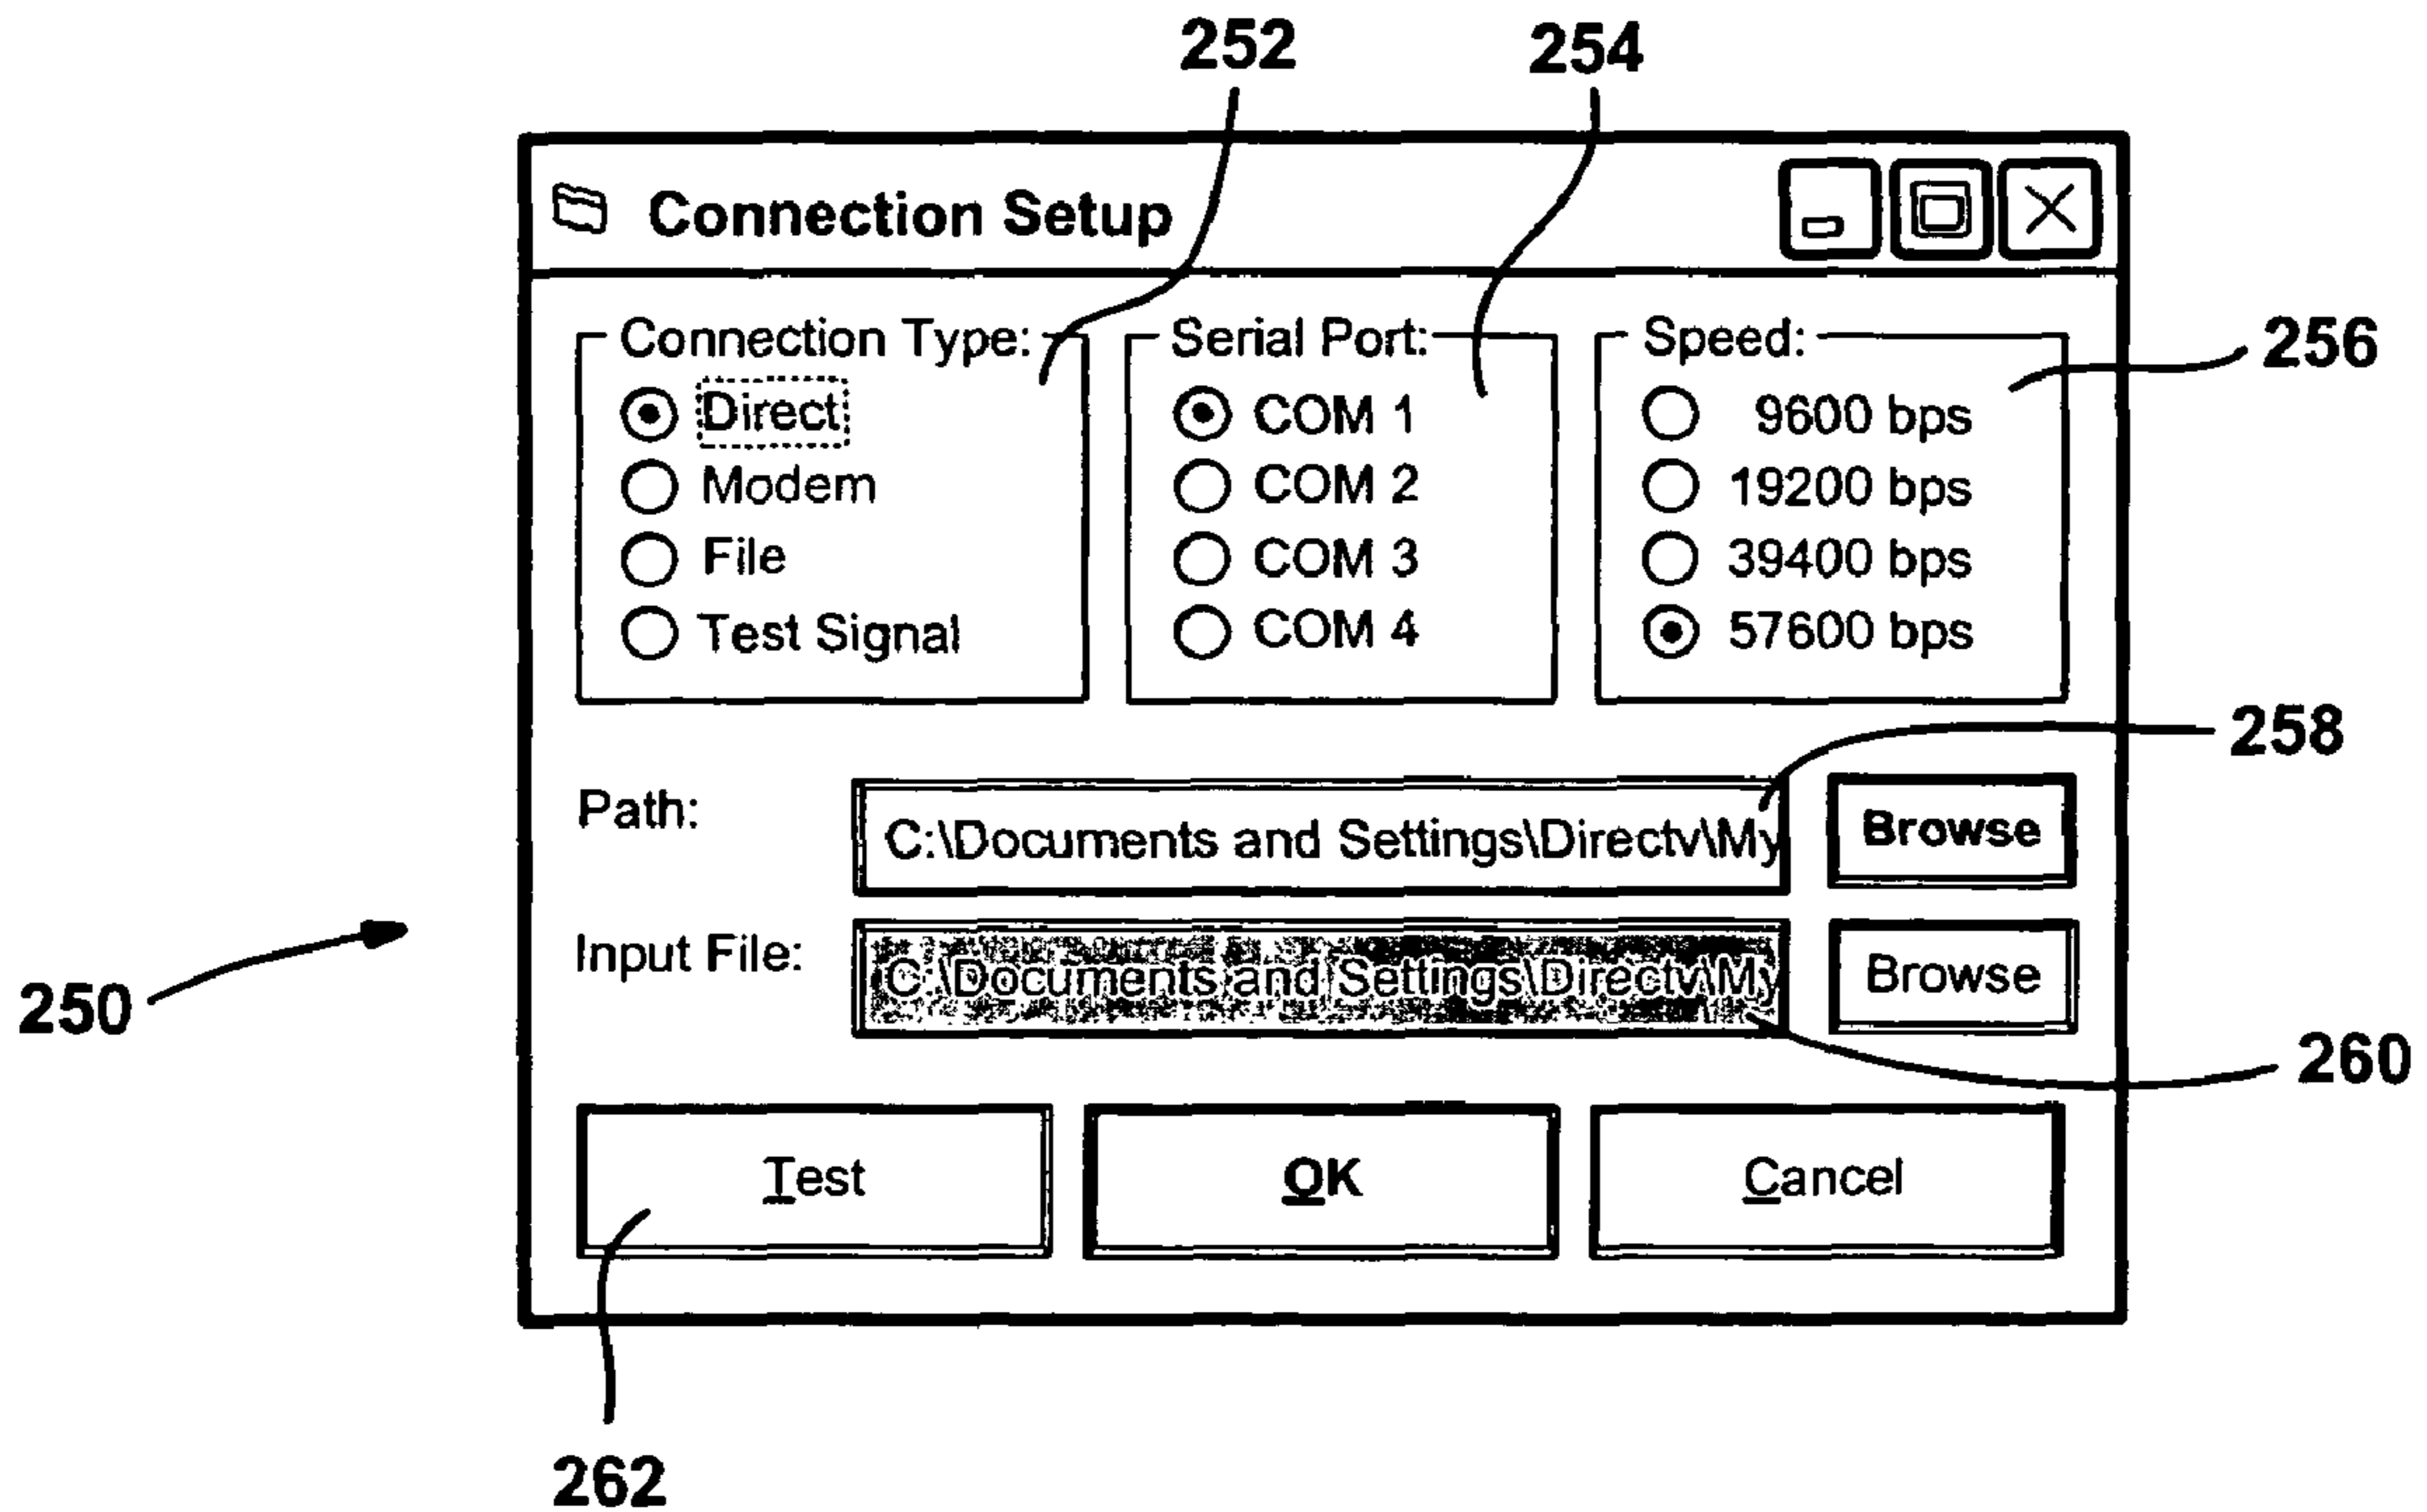 252 254
Connection Setup
Connection Type: Serial Port: Speed: 256
Direct COM 1 9600 bps
Modem COM 2 19200 bps
File COM 3 39400 bps
Test Signal COM 4 57600 bps
258
Path: C:\Documents and Settings\Directv\My Browse
Input File: C:\Documents and Settings\Directv\My Browse
250
260
Test OK Cancel
262